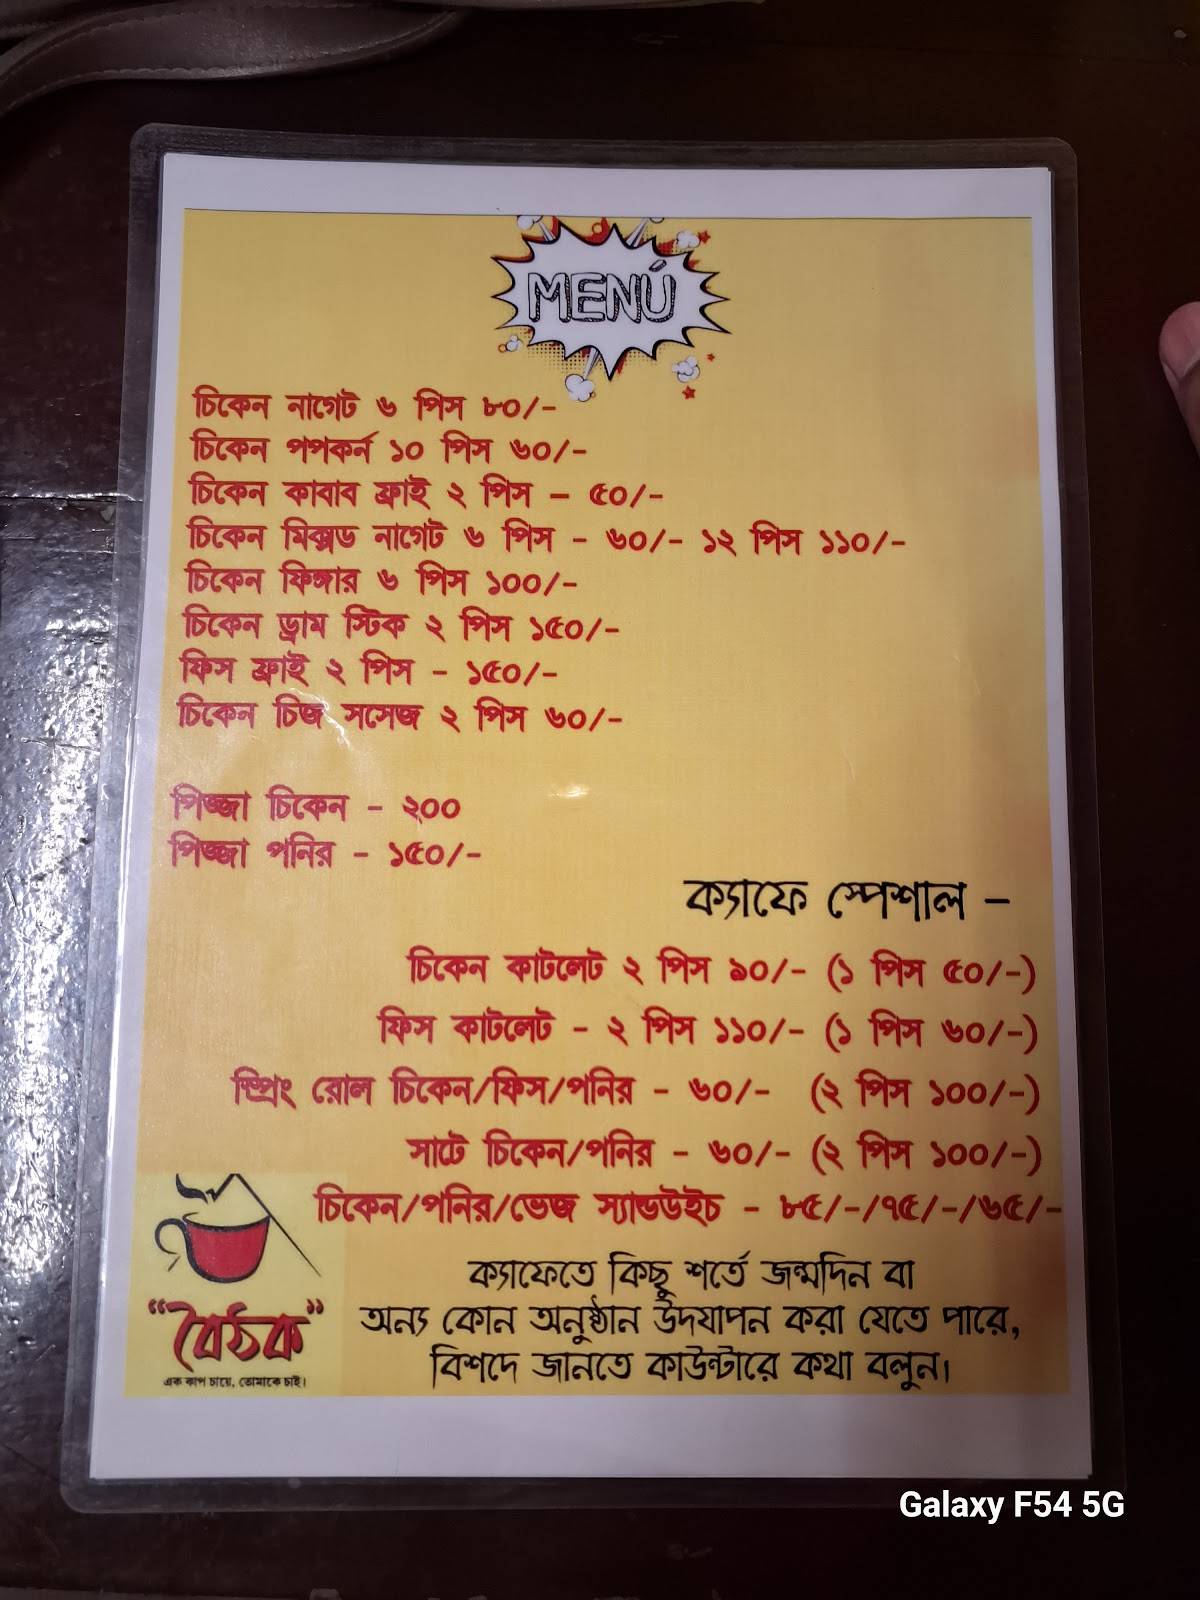 MENÚ
চিকেন নাগেট ৬ পিস ৮০/-
চিকেন পপকর্ন ১০ পিস ৬০/-
চিকেন কাবাব ফ্রাই ২ পিস – ৫০/-
চিকেন মিক্সড নাগেট ৬ পিস - ৬০/- ১২ পিস ১১০/-
চিকেন ফিঙ্গার ৬ পিস ১০০/-
চিকেন ড্রাম স্টিক ২ পিস ১৫০/-
ফিস ফ্রাই ২ পিস - ১৫০/-
চিকেন চিজ সসেজ ২ পিস ৬০/-
পিজ্জা চিকেন - ২০০
পিজ্জা পনির - ১৫০/-
ক্যাফে স্পেশাল -
চিকেন কাটলেট ২ পিস ৯০/- (১ পিস ৫০/-)
ফিস কাটলেট - ২ পিস ১১০/- (১ পিস ৬০/-)
স্প্রিং রোল চিকেন/ফিস/পনির - ৬০/- (২ পিস ১০০/-)
সাটে চিকেন/পনির - ৬০/- (২ পিস ১০০/-)
চিকেন/পনির/ভেজ স্যান্ডউইচ - ৮৫/-/৭৫/-/৬৫/-
ক্যাফেতে কিছু শর্তে জন্মদিন বা
অন্য কোন অনুষ্ঠান উদযাপন করা যেতে পারে,
বিশদে জানতে কাউন্টারে কথা বলুন।
"বৈঠক"
এক কাপ চায়ে, তোমাকে চাই।
Galaxy F54 5G